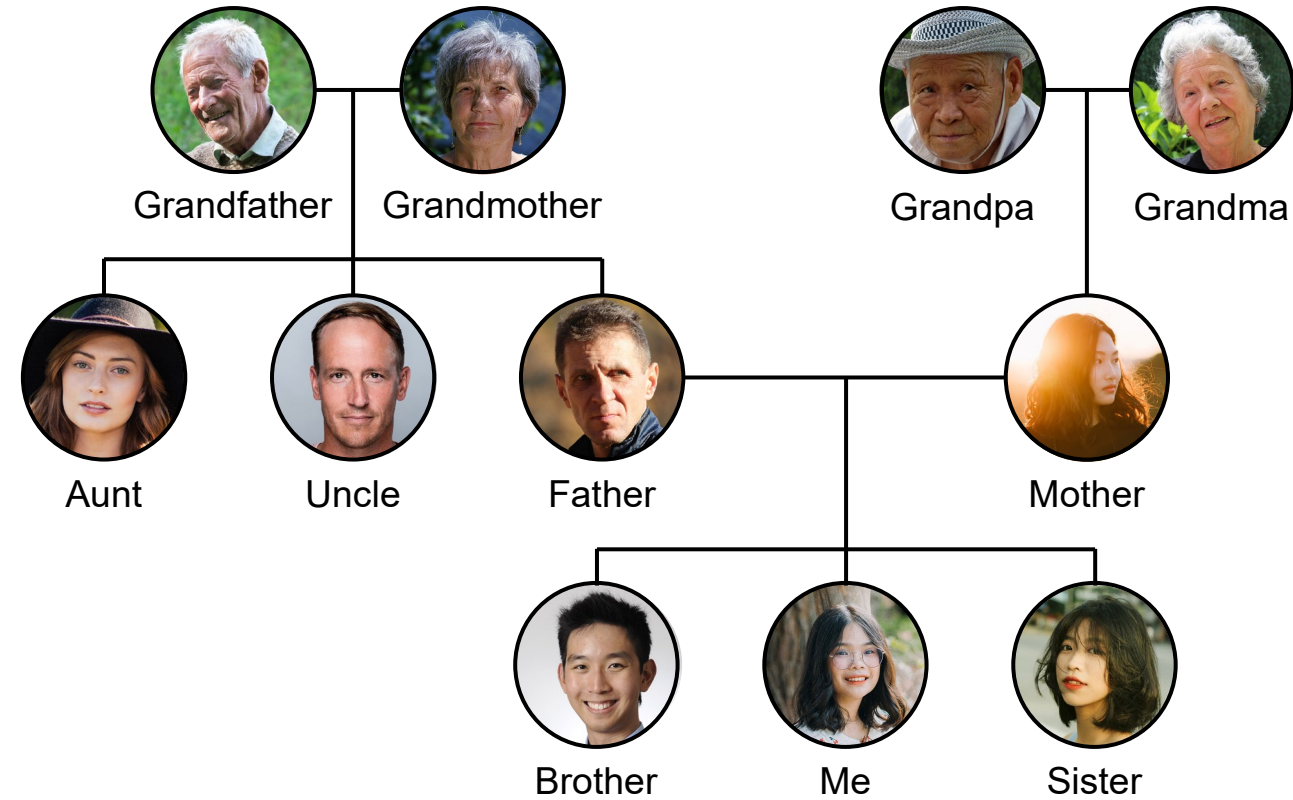 Grandfather
Grandmother
Grandpa
Grandma
Aunt
Uncle
Father
Mother
Brother
Me
Sister